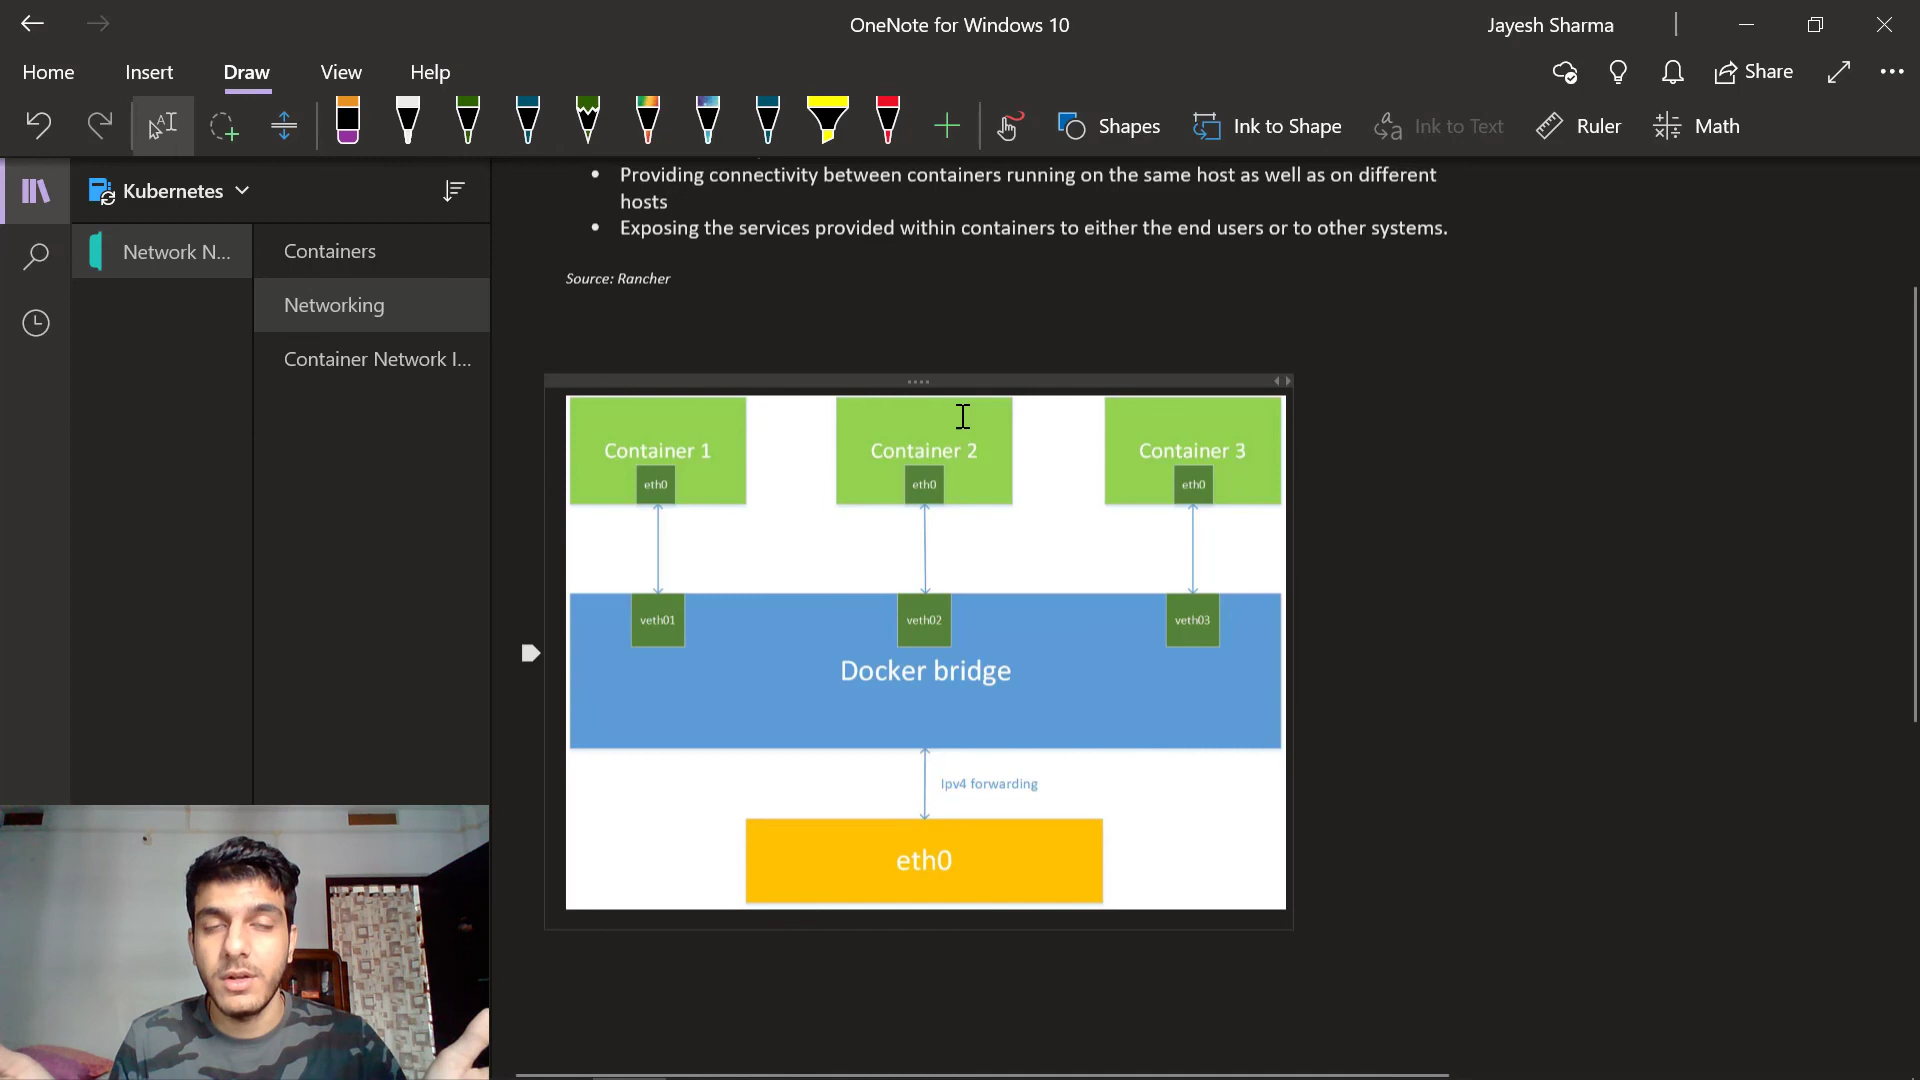 OneNote for Windows 10
Jayesh Sharma
Home
Insert
Draw
View
Help
Share
Shapes
Ink to Shape
Ink to Text
Ruler
Math
Kubernetes
Network N...
Containers
Networking
Container Network I...
• Providing connectivity between containers running on the same host as well as on different
hosts
• Exposing the services provided within containers to either the end users or to other systems.
Source: Rancher
Container 1
eth0
Container 2
eth0
Container 3
eth0
veth01
veth02
veth03
Docker bridge
Ipv4 forwarding
eth0